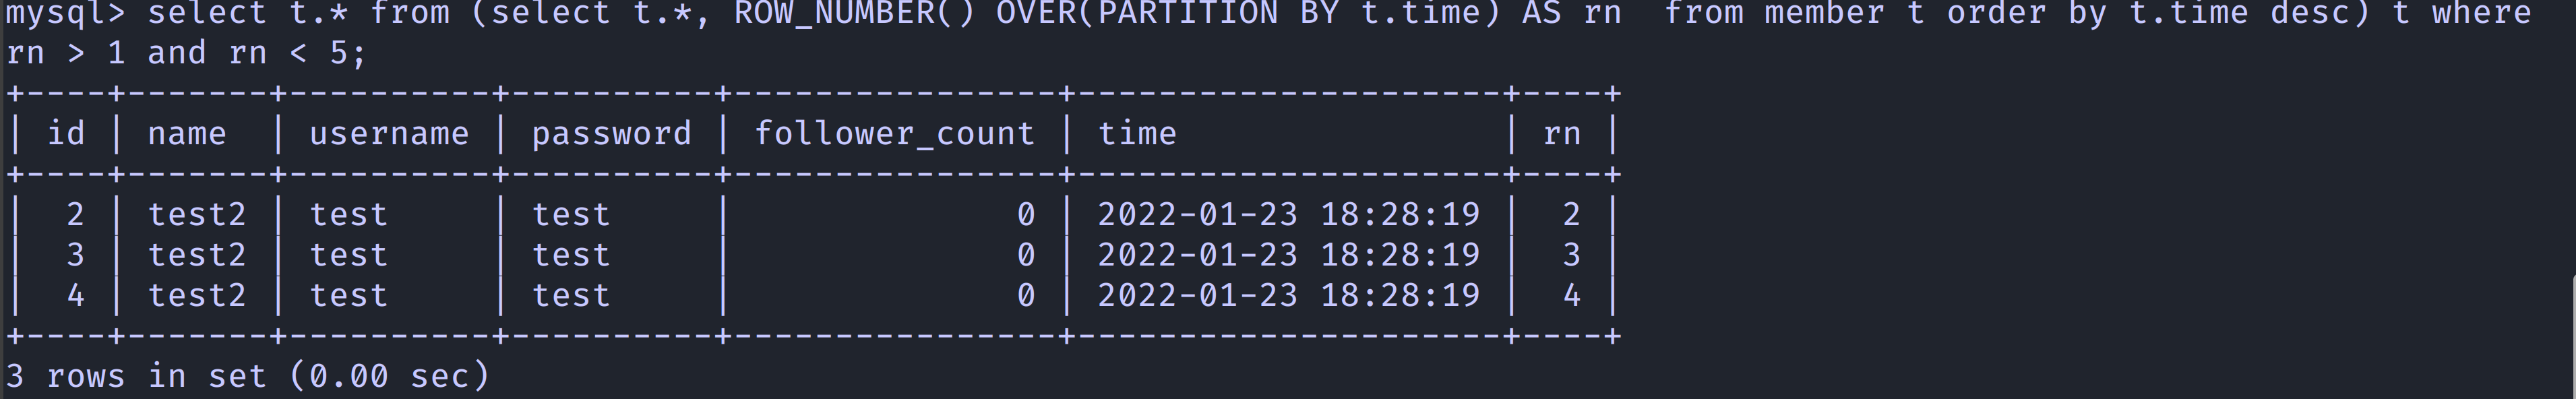 mysql> select t.* from (select t.*, ROW_NUMBER() OVER(PARTITION BY t.time) AS rn  from member t order by t.time desc) t where
rn > 1 and rn < 5;
+----+-------+----------+----------+----------------+---------------------+----+
| id | name  | username | password | follower_count | time                | rn |
+----+-------+----------+----------+----------------+---------------------+----+
|  2 | test2 | test     | test     |              0 | 2022-01-23 18:28:19 |  2 |
|  3 | test2 | test     | test     |              0 | 2022-01-23 18:28:19 |  3 |
|  4 | test2 | test     | test     |              0 | 2022-01-23 18:28:19 |  4 |
+----+-------+----------+----------+----------------+---------------------+----+
3 rows in set (0.00 sec)